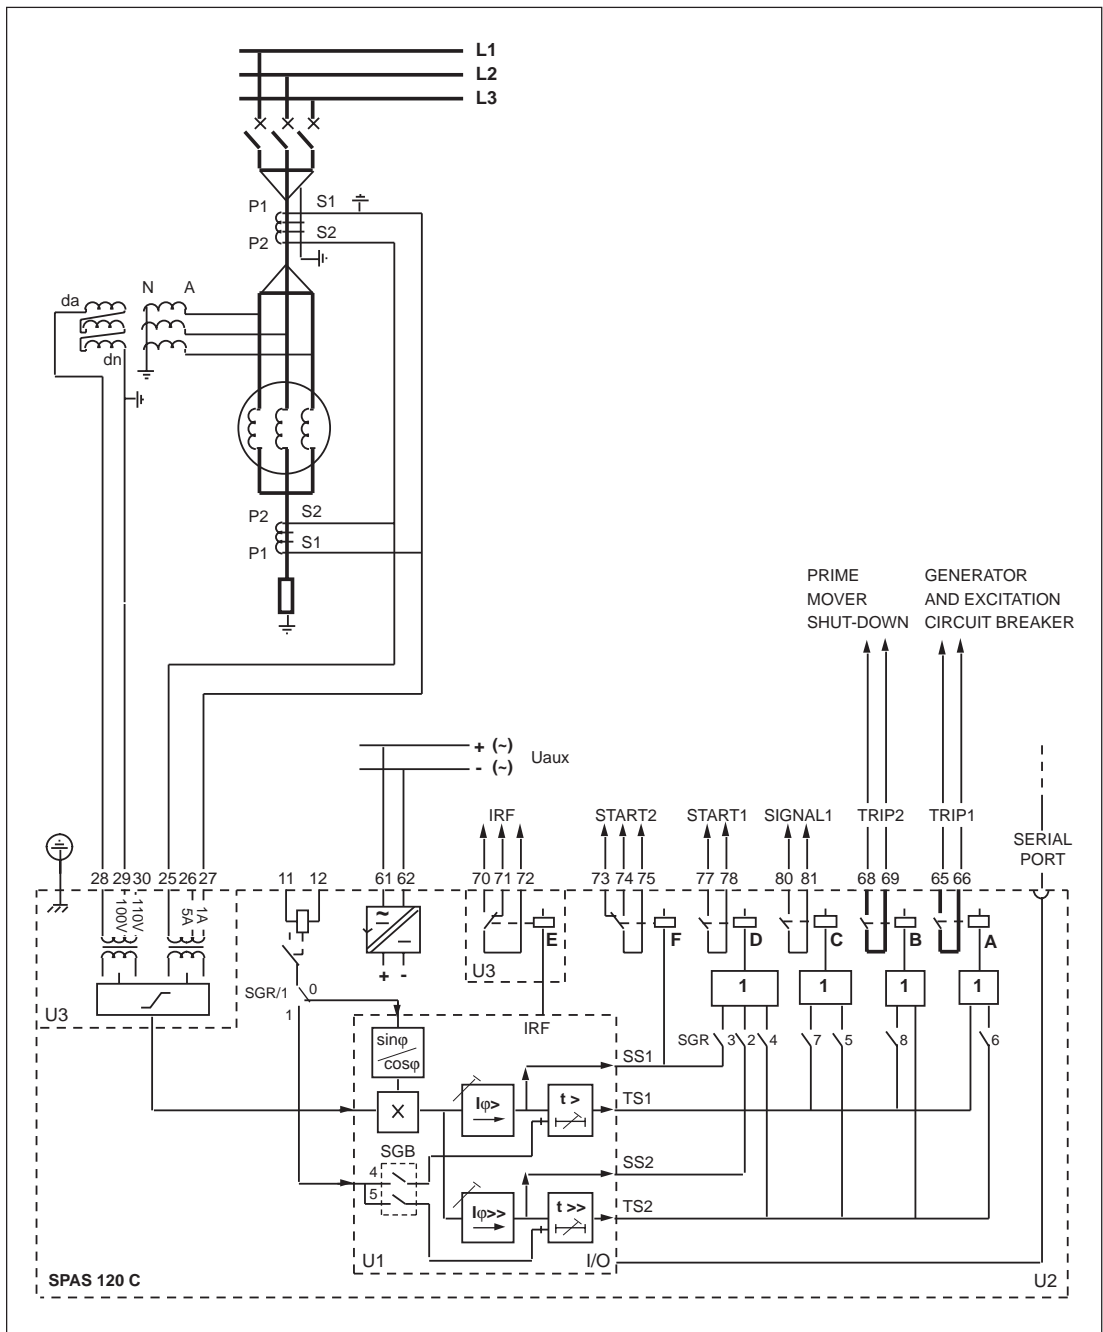 L1
L2
L3
P1 S1
P2 S2
da N A
dn
P2 S2
P1 S1
PRIME MOVER SHUT-DOWN
GENERATOR AND EXCITATION CIRCUIT BREAKER
+ (~)
- (~)
Uaux
IRF START2 START1 SIGNAL1 TRIP2 TRIP1
SERIAL PORT
28 29 30 25 26 27 11 12 61 62 70 71 72 73 74 75 77 78 80 81 68 69 65 66
100V 110V 5A 1A
~
+ -
E F D C B A
U3
U3
SGR/1 0
1
1 1 1 1
IRF
SGR 3 2 4 7 5 8 6
sinφ
cosφ
X
Iφ> t >
SS1
TS1
SGB
4
5
Iφ>> t >>
SS2
TS2
U1 I/O
SPAS 120 C
U2